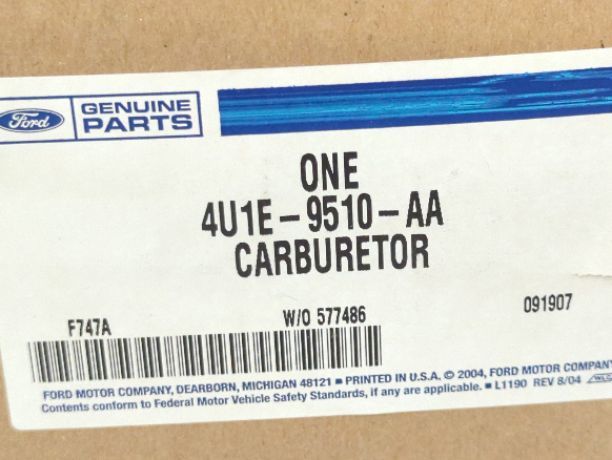 Ford
GENUINE
PARTS
ONE
4U1E-9510-AA
CARBURETOR
F747A W/O 577486 091907
FORD MOTOR COMPANY, DEARBORN, MICHIGAN 48121 ■ PRINTED IN U.S.A. © 2004, FORD MOTOR COMPANY
Contents conform to Federal Motor Vehicle Safety Standards, if any are applicable. ■ L1190 REV 8/04